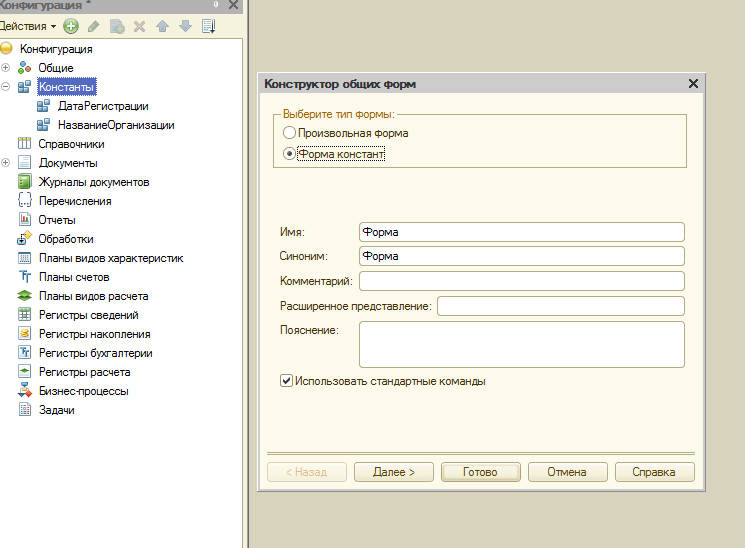 Конфигурация *
Действия
Конфигурация
Общие
Константы
ДатаРегистрации
НазваниеОрганизации
Справочники
Документы
Журналы документов
Перечисления
Отчеты
Обработки
Планы видов характеристик
Планы счетов
Планы видов расчета
Регистры сведений
Регистры накопления
Регистры бухгалтерии
Регистры расчета
Бизнес-процессы
Задачи
Конструктор общих форм
Выберите тип формы:
Произвольная форма
Форма констант
Имя: Форма
Синоним: Форма
Комментарий:
Расширенное представление:
Пояснение:
Использовать стандартные команды
< Назад Далее > Готово Отмена Справка